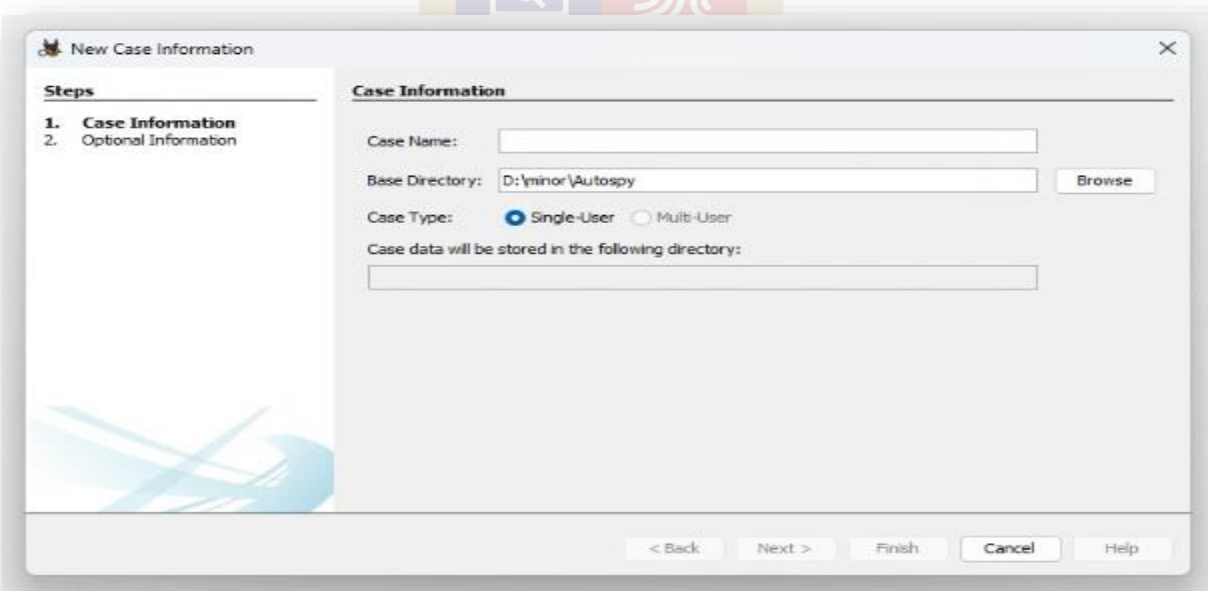 New Case Information
Steps
1. Case Information
2. Optional Information
Case Information
Case Name:
Base Directory: D:\minor\Autospy Browse
Case Type: Single-User Multi-User
Case data will be stored in the following directory:
< Back Next > Finish Cancel Help